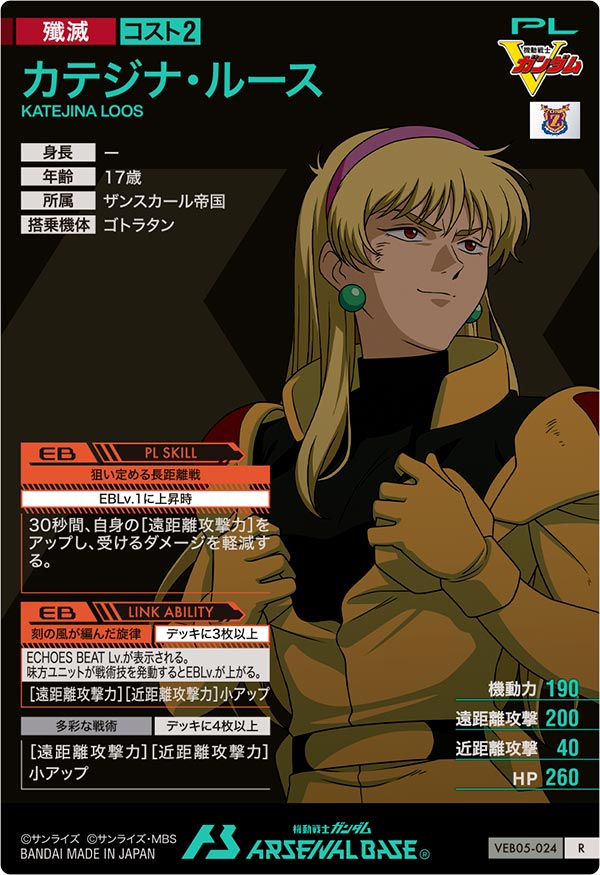 殲滅
コスト2
PL
機動戦士
Vガンダム
カテジナ・ルース
KATEJINA LOOS
身長 ー
年齢 17歳
所属 ザンスカール帝国
搭乗機体 ゴトラタン
EB PL SKILL
狙い定める長距離戦
EBLv.1に上昇時
30秒間、自身の[遠距離攻撃力]を
アップし、受けるダメージを軽減す
る。
EB LINK ABILITY
刻の風が編んだ旋律 デッキに3枚以上
ECHOES BEAT Lv.が表示される。
味方ユニットが戦術技を発動するとEBLv.が上がる。
[遠距離攻撃力][近距離攻撃力]小アップ
多彩な戦術 デッキに4枚以上
[遠距離攻撃力][近距離攻撃力]
小アップ
機動力 190
遠距離攻撃 200
近距離攻撃 40
HP 260
©サンライズ ©サンライズ・MBS
BANDAI MADE IN JAPAN
機動戦士ガンダム
AB ARSENAL BASE®
VEB05-024 R